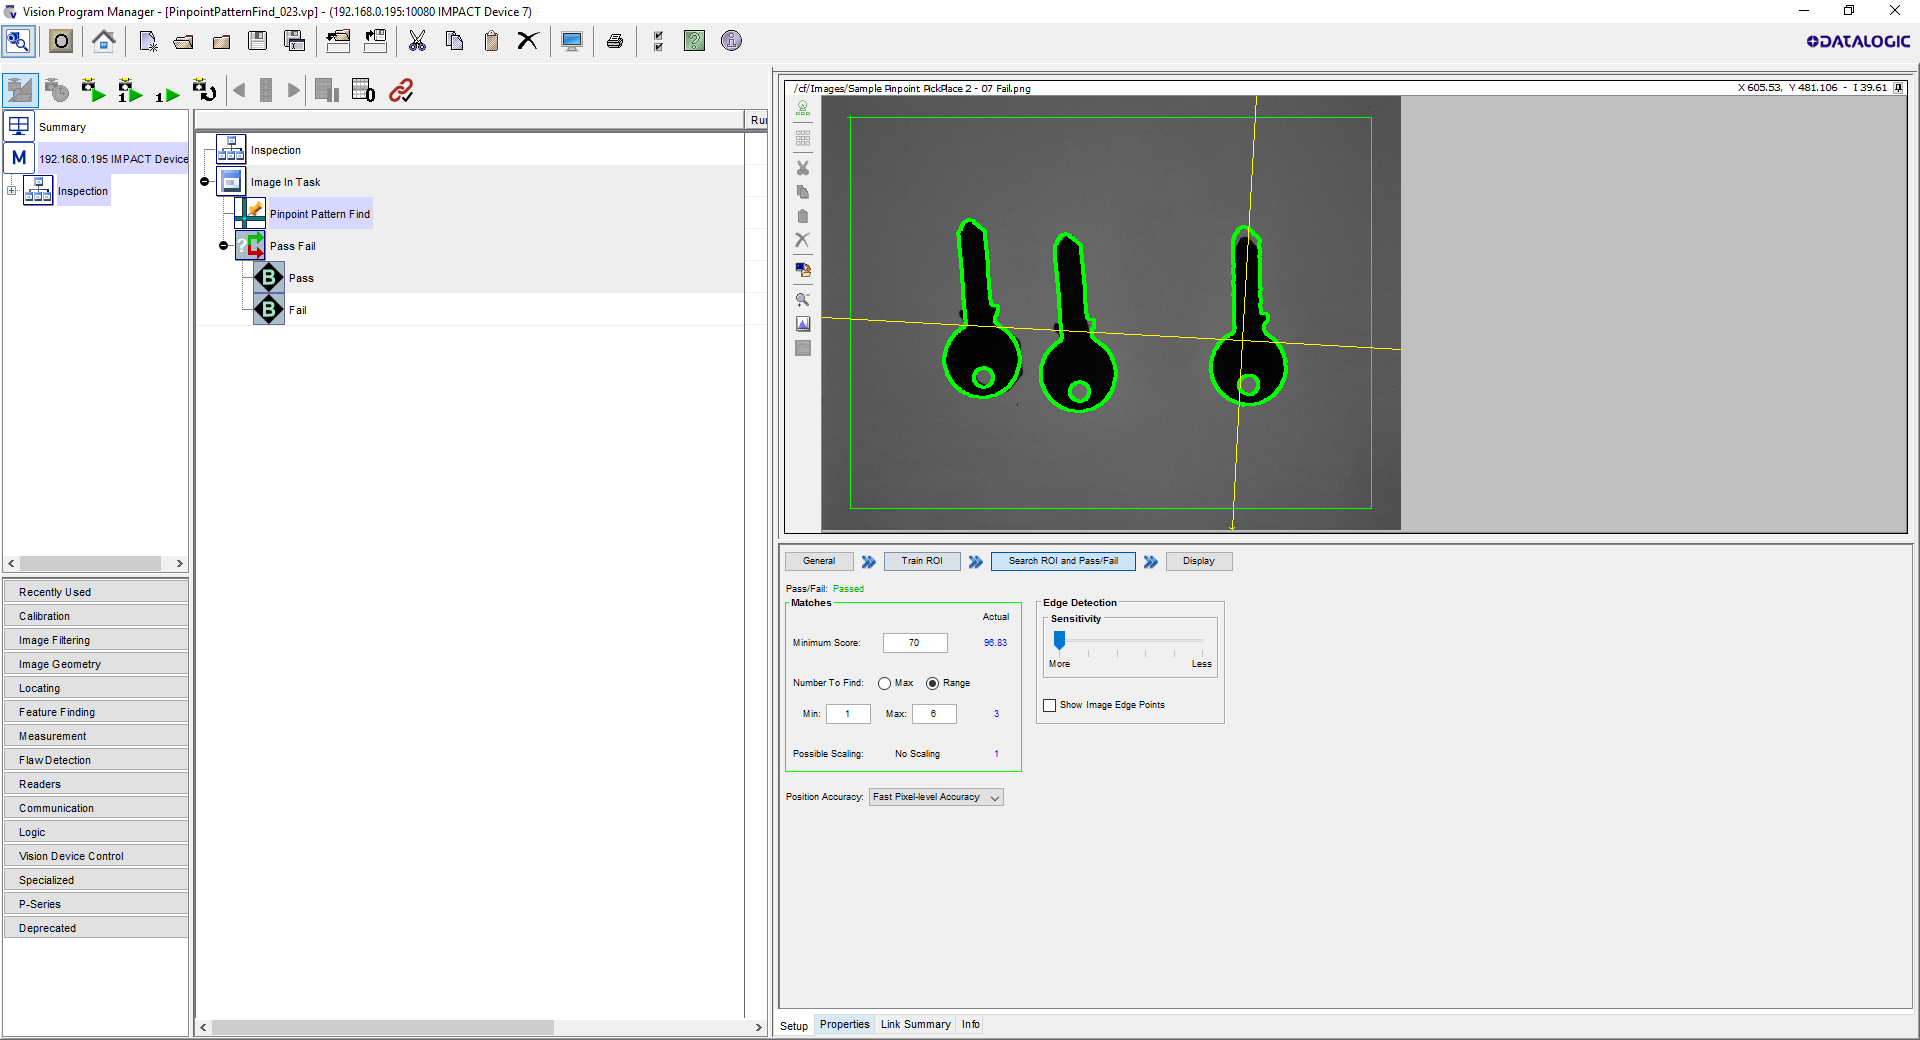 Vision Program Manager - [PinpointPatternFind_023.vp] - (192.168.0.195:10080 IMPACT Device 7)
DATALOGIC
Summary
M 192.168.0.195 IMPACT Device
Inspection
Recently Used
Calibration
Image Filtering
Image Geometry
Locating
Feature Finding
Measurement
Flaw Detection
Readers
Communication
Logic
Vision Device Control
Specialized
P-Series
Deprecated
Inspection
Image In Task
Pinpoint Pattern Find
Pass Fail
B Pass
B Fail
/cf/Images/Sample Pinpoint PickPlace 2 - 07 Fail.png
X 605.53, Y 481.106 - I 39.61
General
Train ROI
Search ROI and Pass/Fail
Display
Pass/Fail: Passed
Matches
Actual
Minimum Score: 70 96.83
Number To Find: Max Range
Min: 1 Max: 6 3
Possible Scaling: No Scaling 1
Position Accuracy: Fast Pixel-level Accuracy
Edge Detection
Sensitivity
More Less
Show Image Edge Points
Setup Properties Link Summary Info